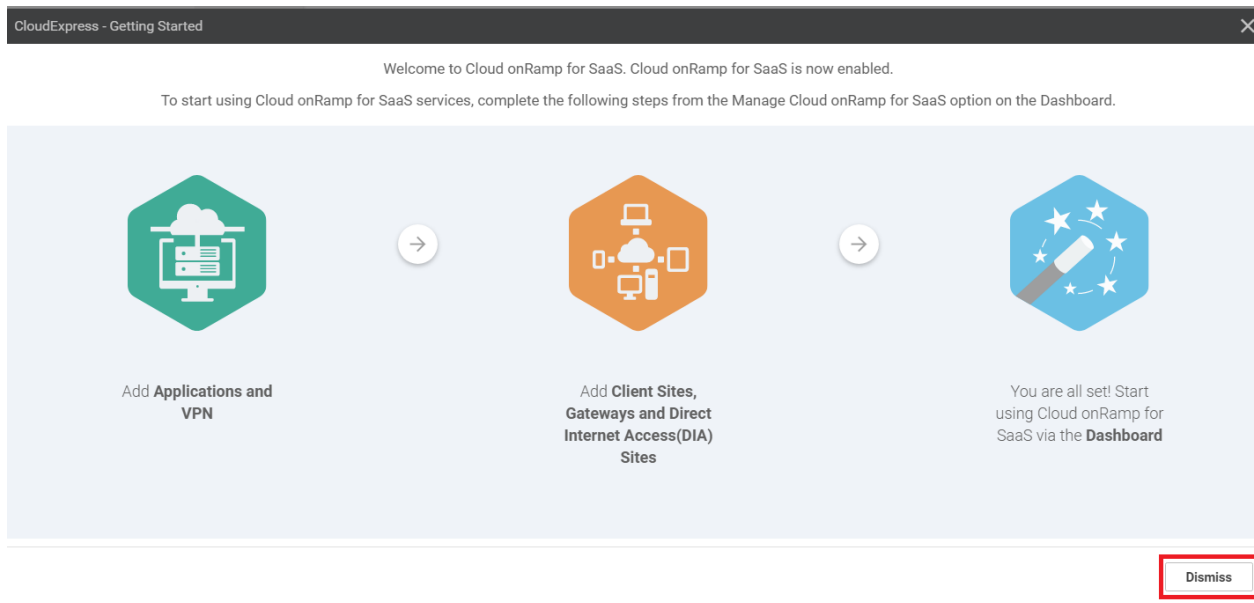 CloudExpress - Getting Started
Welcome to Cloud onRamp for SaaS. Cloud onRamp for SaaS is now enabled.
To start using Cloud onRamp for SaaS services, complete the following steps from the Manage Cloud onRamp for SaaS option on the Dashboard.
Add Applications and
VPN
Add Client Sites,
Gateways and Direct
Internet Access(DIA)
Sites
You are all set! Start
using Cloud onRamp for
SaaS via the Dashboard
Dismiss